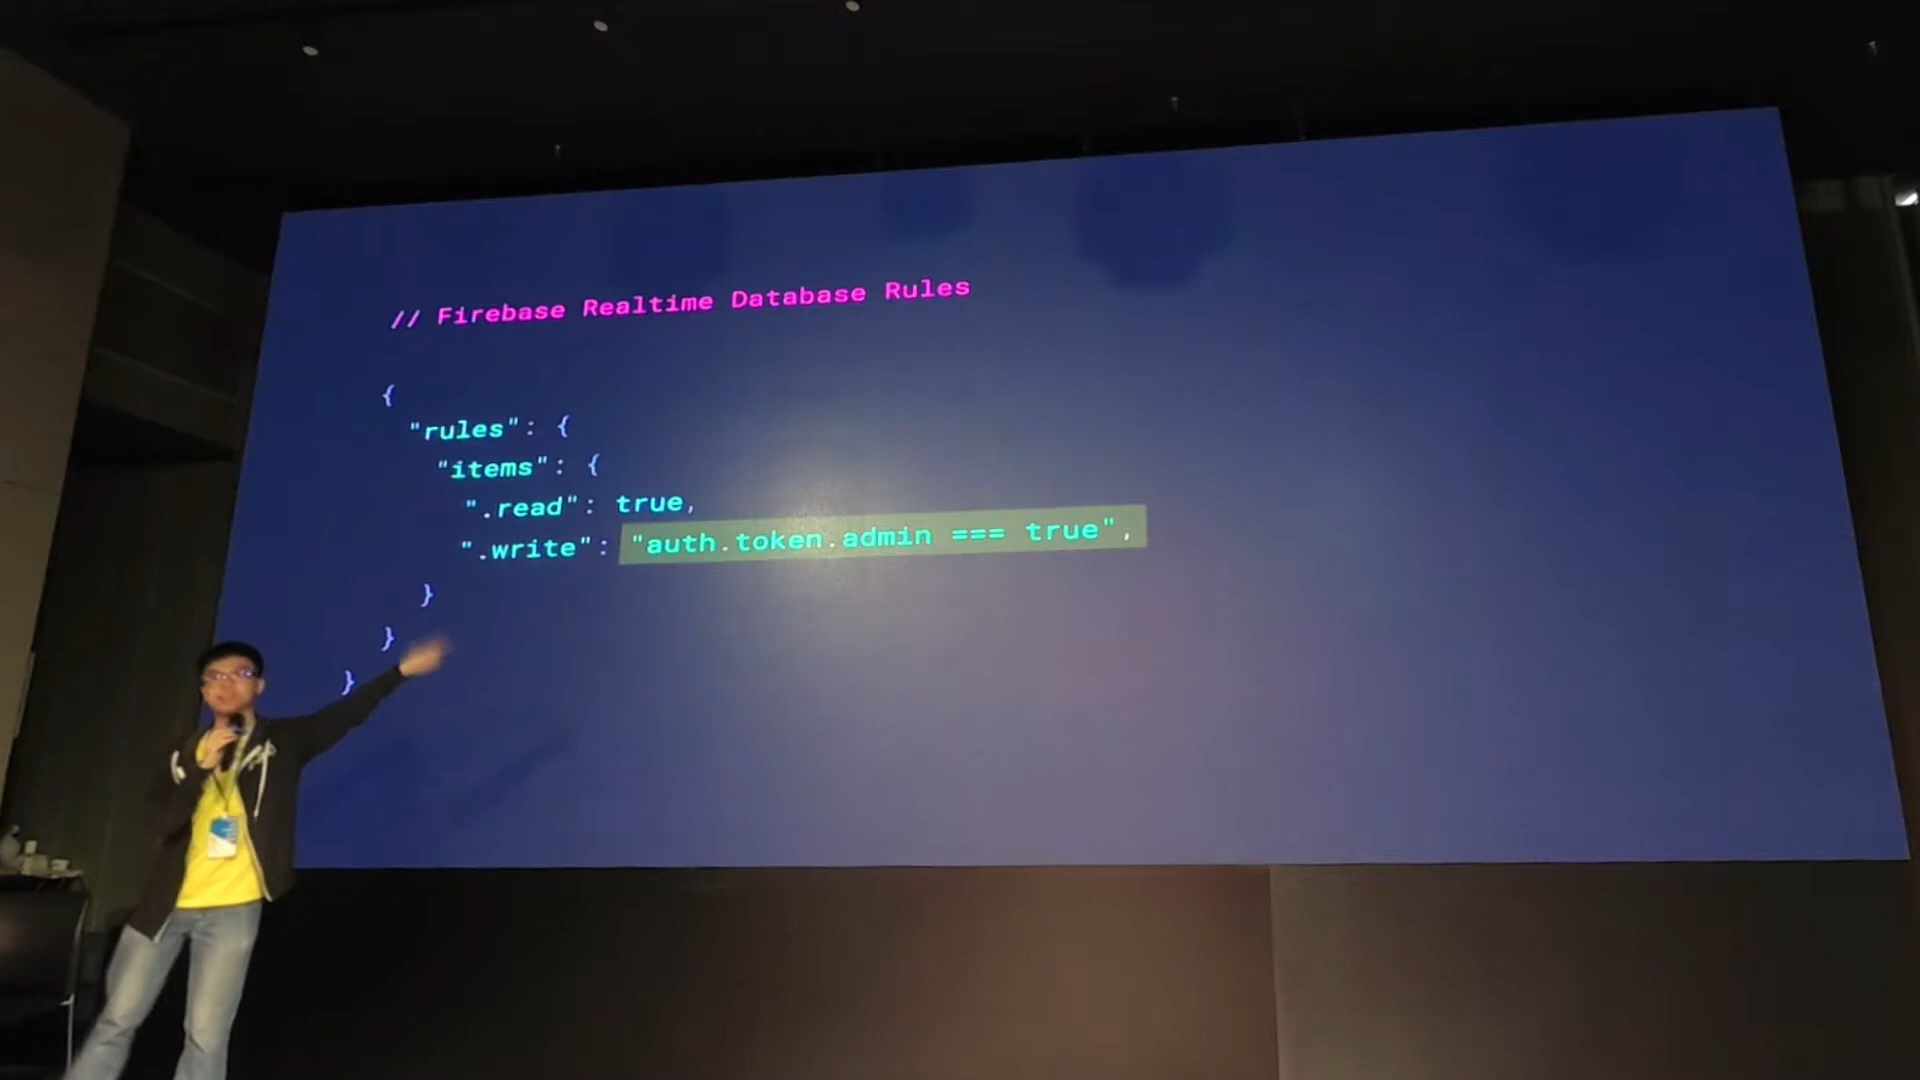 // Firebase Realtime Database Rules
{
"rules": {
"items": {
".read": true,
".write": "auth.token.admin === true",
}
}
}